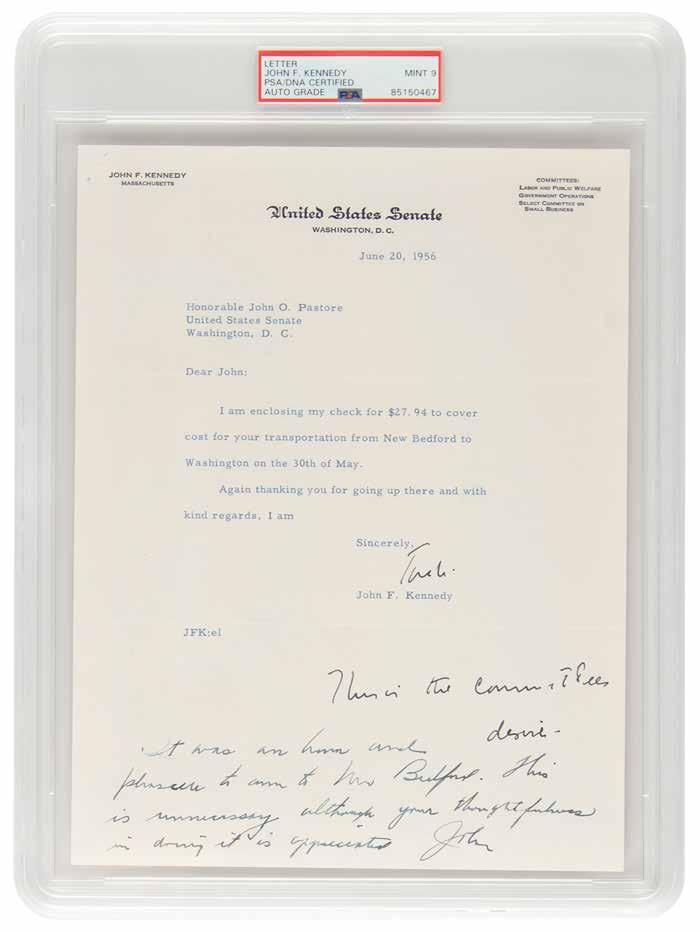 LETTER
JOHN F. KENNEDY MINT 9
PSA/DNA CERTIFIED
AUTO GRADE PSA 85150467
JOHN F. KENNEDY
MASSACHUSETTS
COMMITTEES:
LABOR AND PUBLIC WELFARE
GOVERNMENT OPERATIONS
SELECT COMMITTEE ON
SMALL BUSINESS
United States Senate
WASHINGTON, D.C.
June 20, 1956
Honorable John O. Pastore
United States Senate
Washington, D. C.
Dear John:
I am enclosing my check for $27.94 to cover
cost for your transportation from New Bedford to
Washington on the 30th of May.
Again thanking you for going up there and with
kind regards, I am
Sincerely,
John F. Kennedy
JFK:el
This is the committees
desire-
It was an honor and
pleasure to come to New Bedford. This
is unnecessary although your thoughtfulness
in doing it is appreciated John